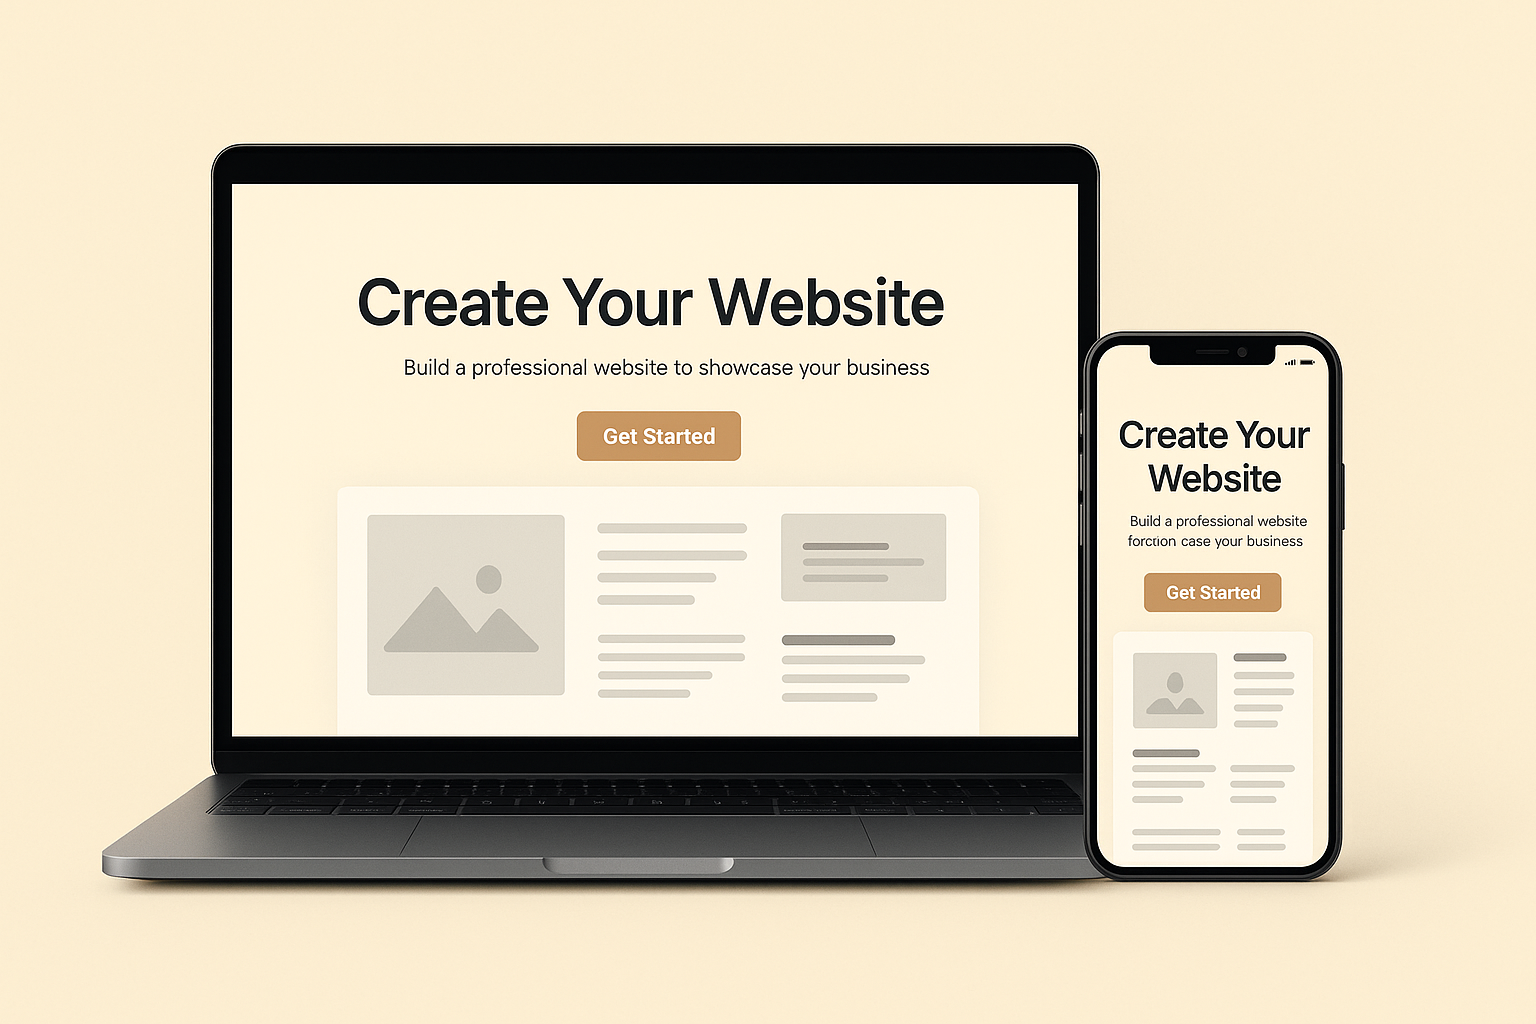 Create Your Website
Build a professional website to showcase your business
Get Started
Create Your
Website
Build a professional website
forction case your business
Get Started